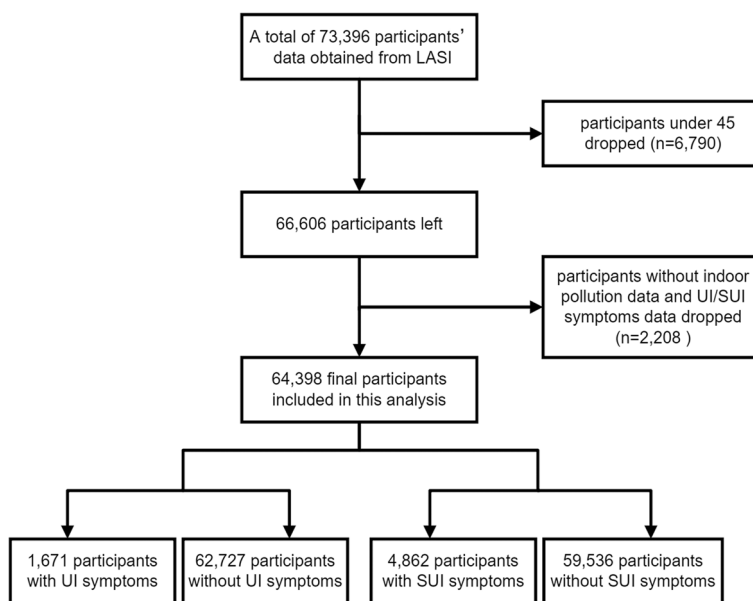 A total of 73,396 participants’
data obtained from LASI
participants under 45
dropped (n=6,790)
66,606 participants left
participants without indoor
pollution data and UI/SUI
symptoms data dropped
(n=2,208 )
64,398 final participants
included in this analysis
1,671 participants
with UI symptoms
62,727 participants
without UI symptoms
4,862 participants
with SUI symptoms
59,536 participants
without SUI symptoms